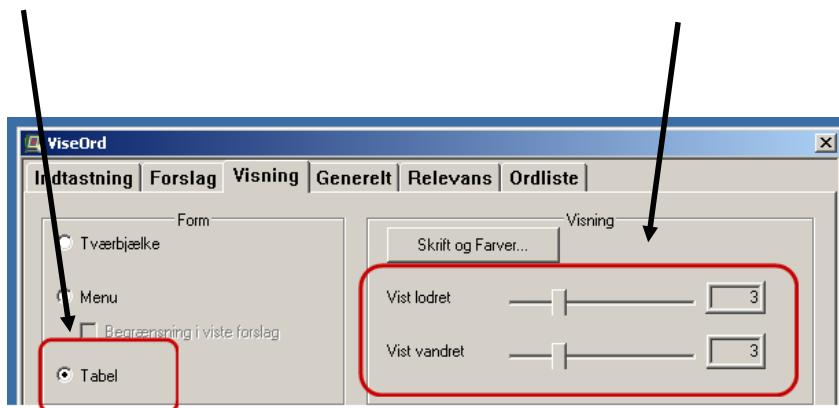 ViseOrd
Indtastning Forslag Visning Generelt Relevans Ordliste
Form
Tværbjælke
Menu
Begrænsning i viste forslag
Tabel
Visning
Skrift og Farver...
Vist lodret 3
Vist vandret 3